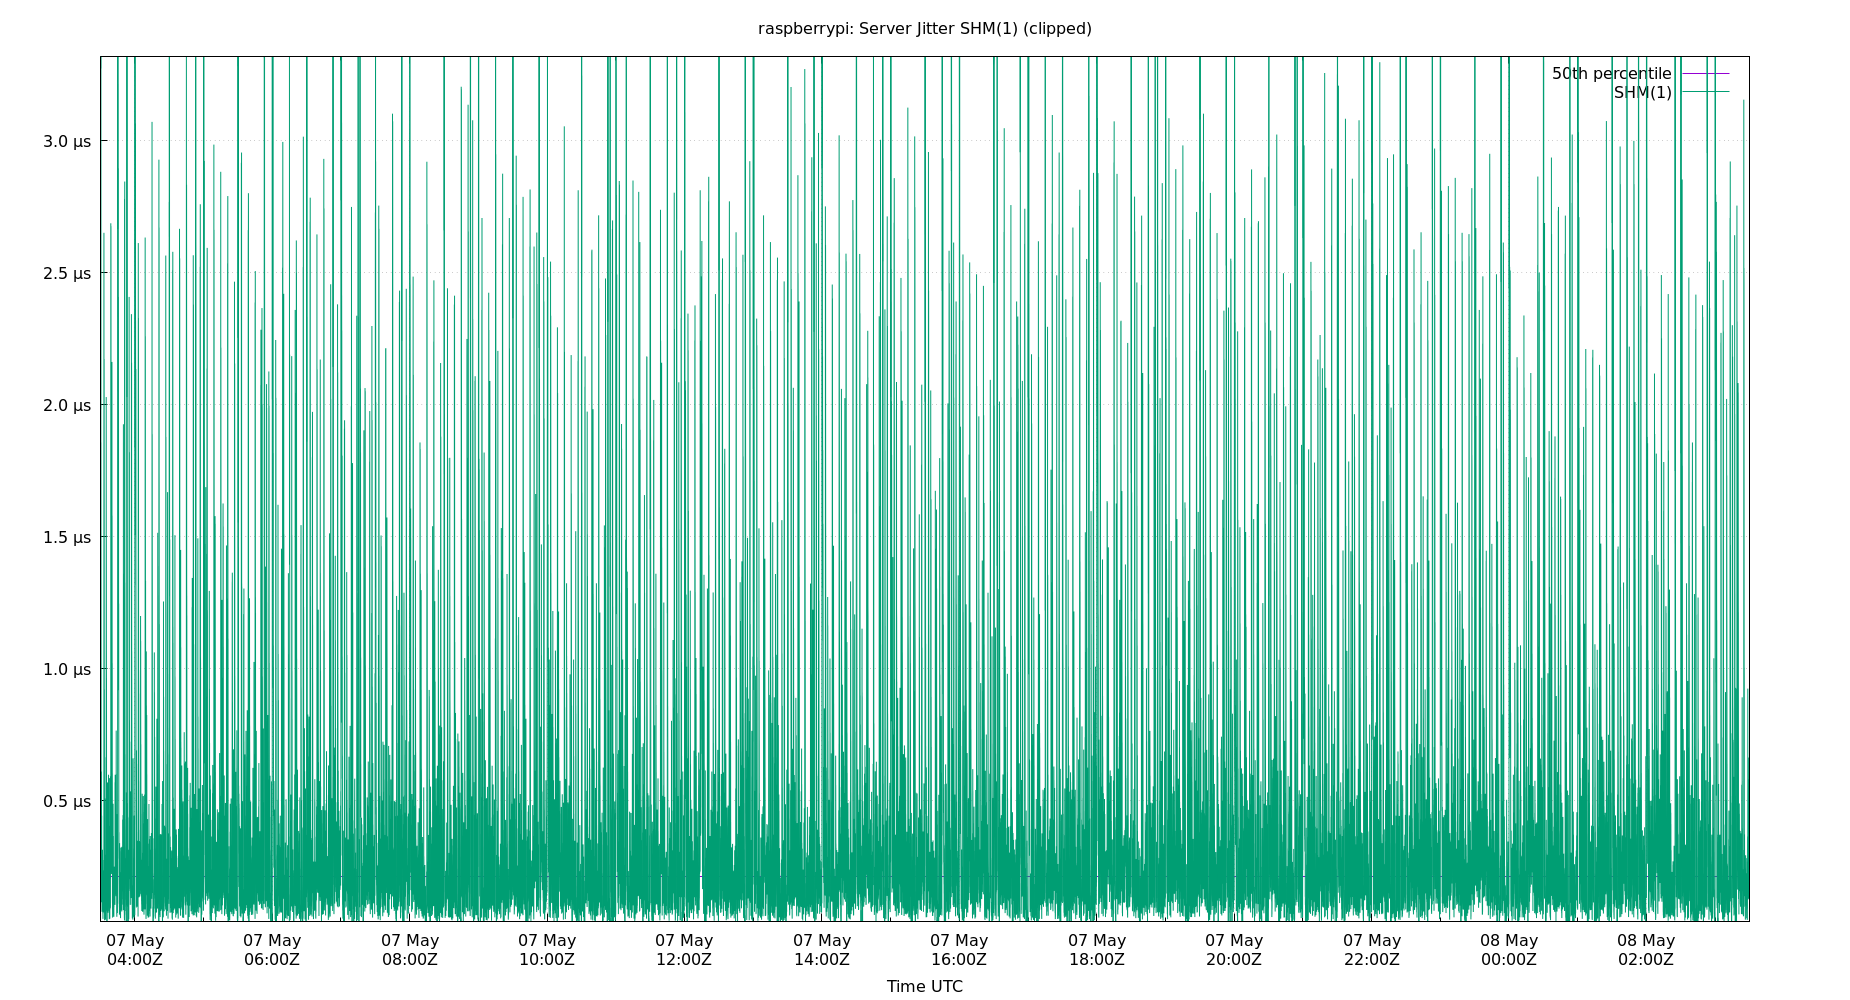 raspberrypi: Server Jitter SHM(1) (clipped)
50th percentile
SHM(1)
3.0 µs
2.5 µs
2.0 µs
1.5 µs
1.0 µs
0.5 µs
07 May 07 May 07 May 07 May 07 May 07 May 07 May 07 May 07 May 07 May 08 May 08 May
04:00Z 06:00Z 08:00Z 10:00Z 12:00Z 14:00Z 16:00Z 18:00Z 20:00Z 22:00Z 00:00Z 02:00Z
Time UTC